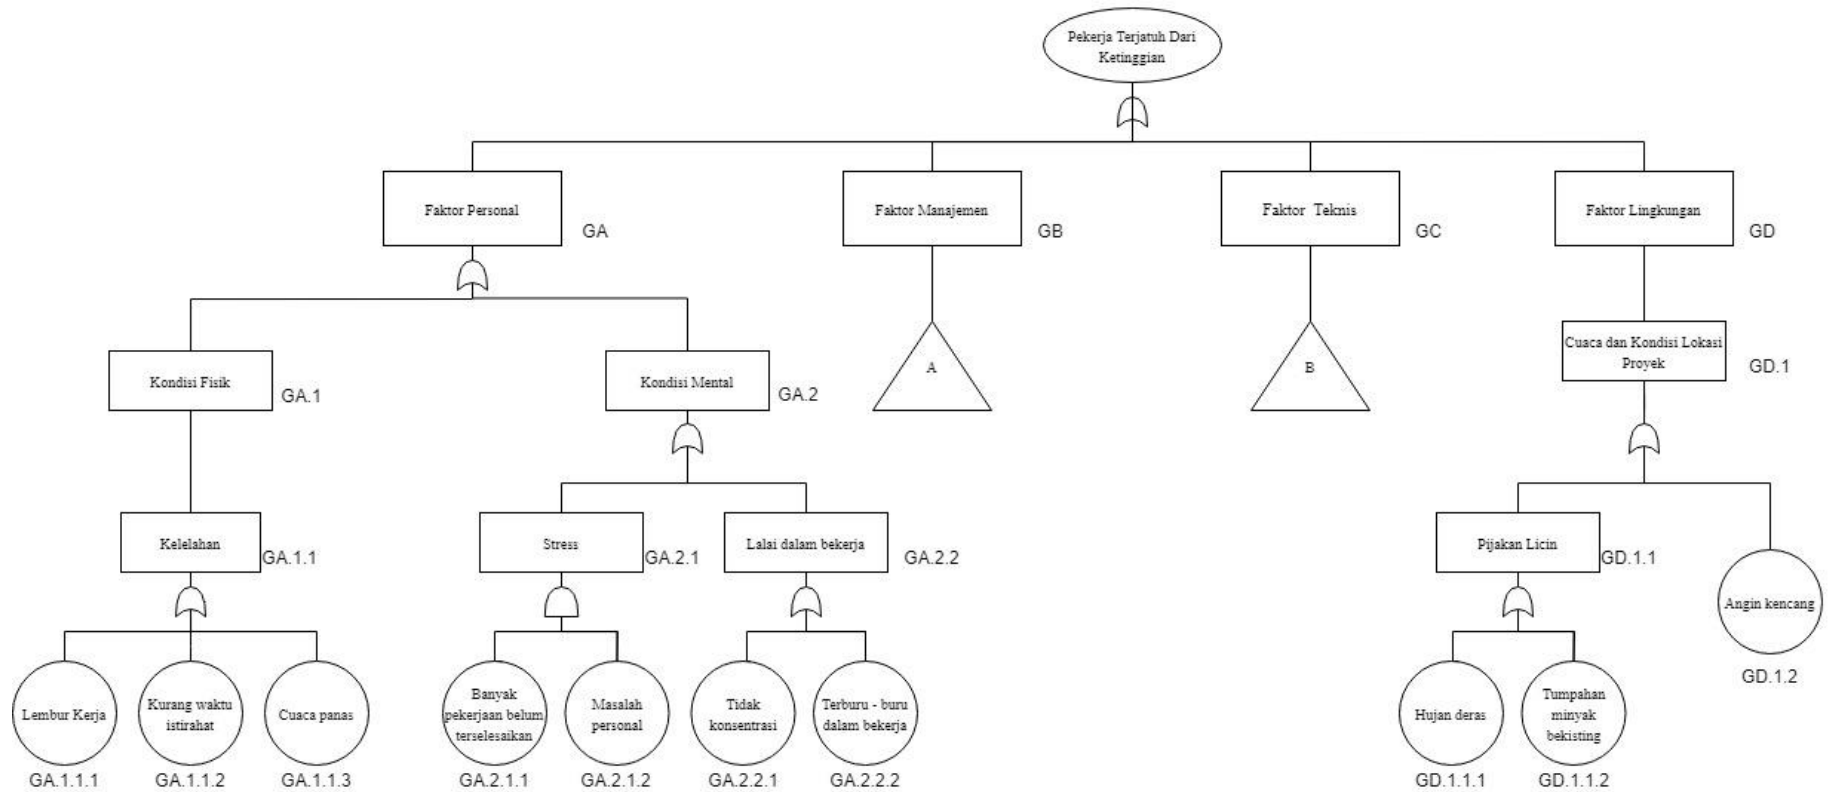 Pekerja Terjatuh Dari
Ketinggian
Faktor Personal
GA
Faktor Manajemen
GB
Faktor Teknis
GC
Faktor Lingkungan
GD
Kondisi Fisik
GA.1
Kondisi Mental
GA.2
A
B
Cuaca dan Kondisi Lokasi
Proyek
GD.1
Kelelahan
GA.1.1
Stress
GA.2.1
Lalai dalam bekerja
GA.2.2
Pijakan Licin
GD.1.1
Angin kencang
GD.1.2
Lembur Kerja
GA.1.1.1
Kurang waktu
istirahat
GA.1.1.2
Cuaca panas
GA.1.1.3
Banyak
pekerjaan belum
terselesaikan
GA.2.1.1
Masalah
personal
GA.2.1.2
Tidak
konsentrasi
GA.2.2.1
Terburu - buru
dalam bekerja
GA.2.2.2
Hujan deras
GD.1.1.1
Tumpahan
minyak
bekisting
GD.1.1.2